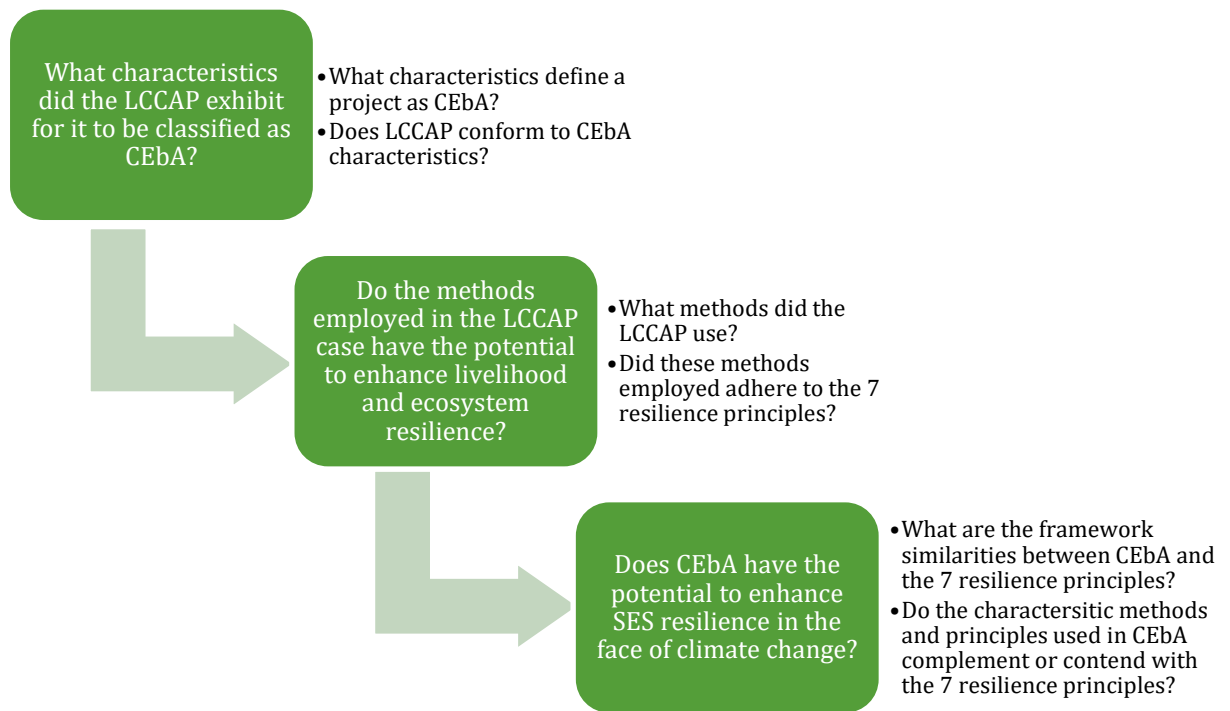 What characteristics
did the LCCAP exhibit
for it to be classified as
CEbA?
•What characteristics define a
project as CEbA?
•Does LCCAP conform to CEbA
characteristics?
Do the methods
employed in the LCCAP
case have the potential
to enhance livelihood
and ecosystem
resilience?
•What methods did the
LCCAP use?
•Did these methods
employed adhere to the 7
resilience principles?
Does CEbA have the
potential to enhance
SES resilience in the
face of climate change?
•What are the framework
similarities between CEbA and
the 7 resilience principles?
•Do the charactersitic methods
and principles used in CEbA
complement or contend with
the 7 resilience principles?